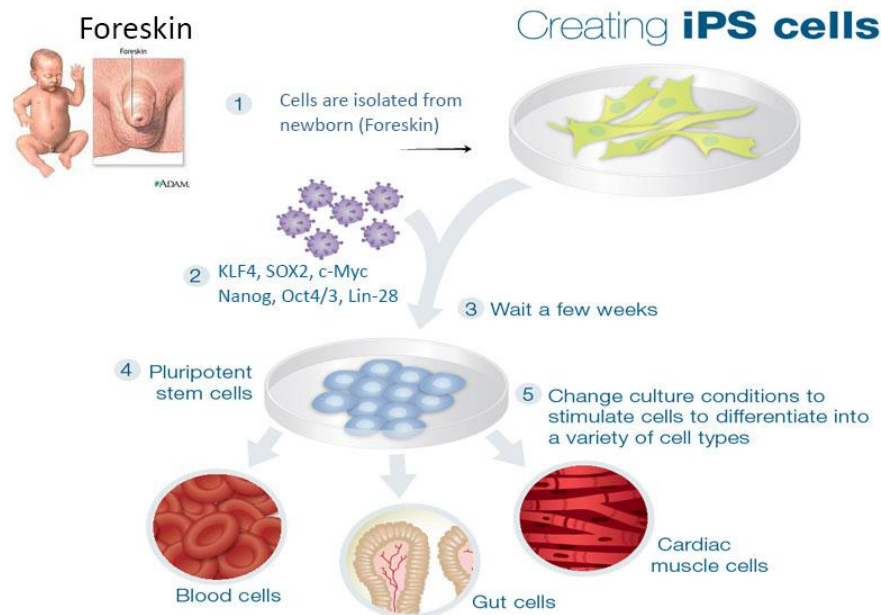 Foreskin
Foreskin
ADAM.
Creating iPS cells
1
Cells are isolated from
newborn (Foreskin)
2
KLF4, SOX2, c-Myc
Nanog, Oct4/3, Lin-28
3 Wait a few weeks
4 Pluripotent
stem cells
5 Change culture conditions to
stimulate cells to differentiate into
a variety of cell types
Blood cells
Gut cells
Cardiac
muscle cells